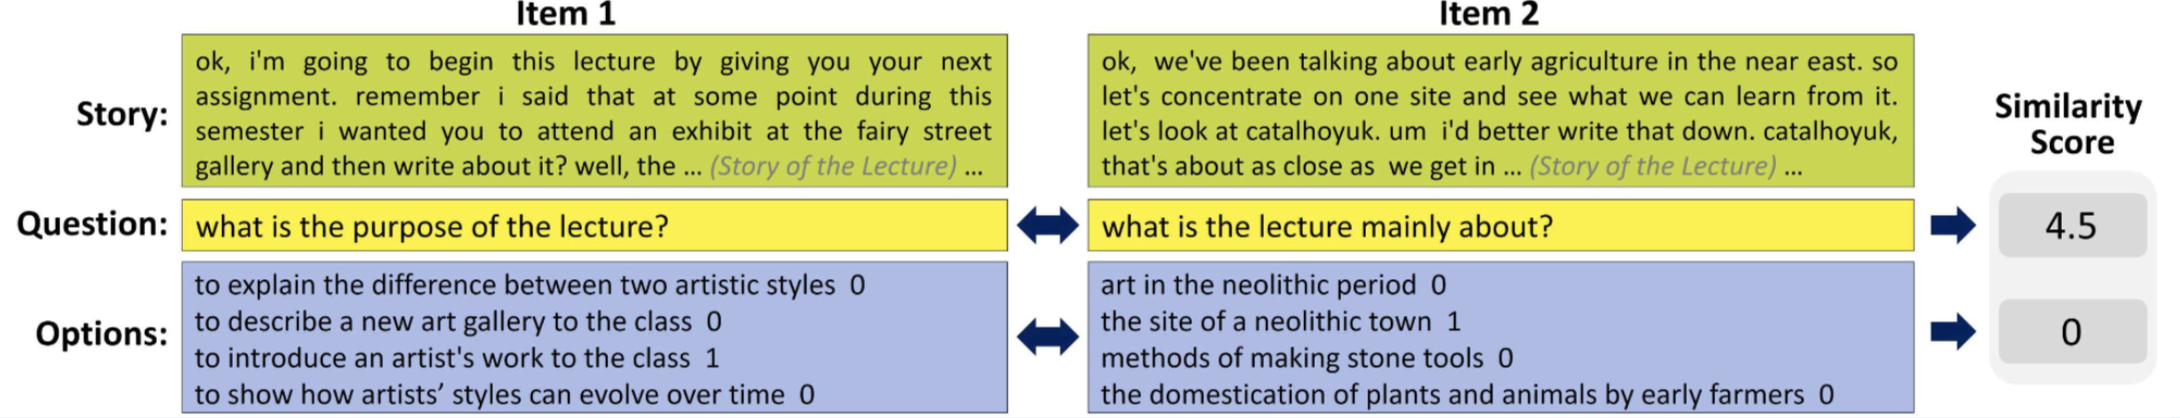 Item 1
Item 2
Story:
ok, i'm going to begin this lecture by giving you your next
assignment. remember i said that at some point during this
semester i wanted you to attend an exhibit at the fairy street
gallery and then write about it? well, the ... (Story of the Lecture) ...
ok, we've been talking about early agriculture in the near east. so
let's concentrate on one site and see what we can learn from it.
let's look at catalhoyuk. um i'd better write that down. catalhoyuk,
that's about as close as we get in ... (Story of the Lecture) ...
Similarity
Score
Question:
what is the purpose of the lecture?
what is the lecture mainly about?
4.5
Options:
to explain the difference between two artistic styles 0
to describe a new art gallery to the class 0
to introduce an artist's work to the class 1
to show how artists’ styles can evolve over time 0
art in the neolithic period 0
the site of a neolithic town 1
methods of making stone tools 0
the domestication of plants and animals by early farmers 0
0